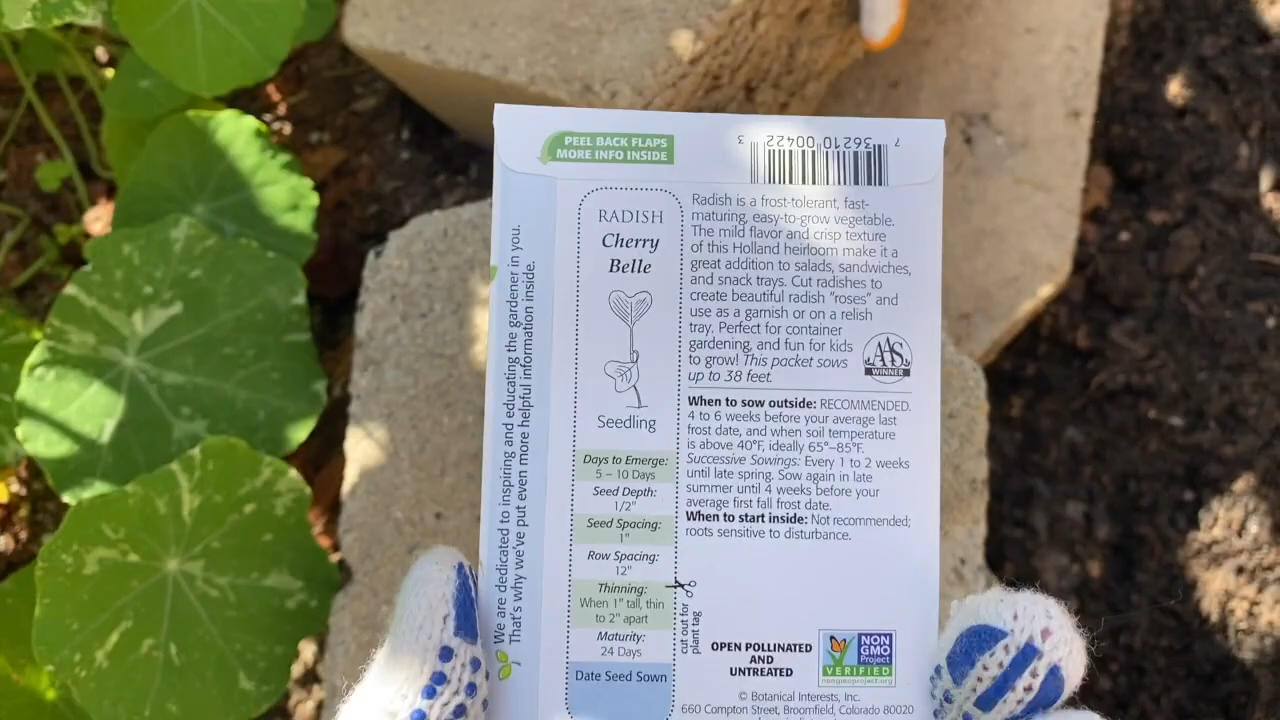 PEEL BACK FLAPS
MORE INFO INSIDE
7 36210 00422 3
We are dedicated to inspiring and educating the gardener in you.
That's why we've put even more helpful information inside.
RADISH
Cherry
Belle
Seedling
Days to Emerge:
5 – 10 Days
Seed Depth:
1/2"
Seed Spacing:
1"
Row Spacing:
12"
Thinning:
When 1" tall, thin
to 2" apart
Maturity:
24 Days
Date Seed Sown
cut out for
plant tag
Radish is a frost-tolerant, fast-
maturing, easy-to-grow vegetable.
The mild flavor and crisp texture
of this Holland heirloom make it a
great addition to salads, sandwiches,
and snack trays. Cut radishes to
create beautiful radish "roses" and
use as a garnish or on a relish
tray. Perfect for container
gardening, and fun for kids
to grow! This packet sows
up to 38 feet.
AAS
WINNER
When to sow outside: RECOMMENDED.
4 to 6 weeks before your average last
frost date, and when soil temperature
is above 40°F, ideally 65°–85°F.
Successive Sowings: Every 1 to 2 weeks
until late spring. Sow again in late
summer until 4 weeks before your
average first fall frost date.
When to start inside: Not recommended;
roots sensitive to disturbance.
OPEN POLLINATED
AND
UNTREATED
NON
GMO
Project
VERIFIED
nongmoproject.org
© Botanical Interests, Inc.
660 Compton Street, Broomfield, Colorado 80020